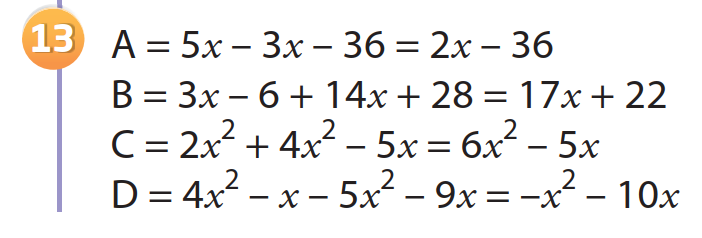 13 A = 5x – 3x – 36 = 2x – 36
B = 3x – 6 + 14x + 28 = 17x + 22
C = 2x² + 4x² – 5x = 6x² – 5x
D = 4x² – x – 5x² – 9x = –x² – 10x